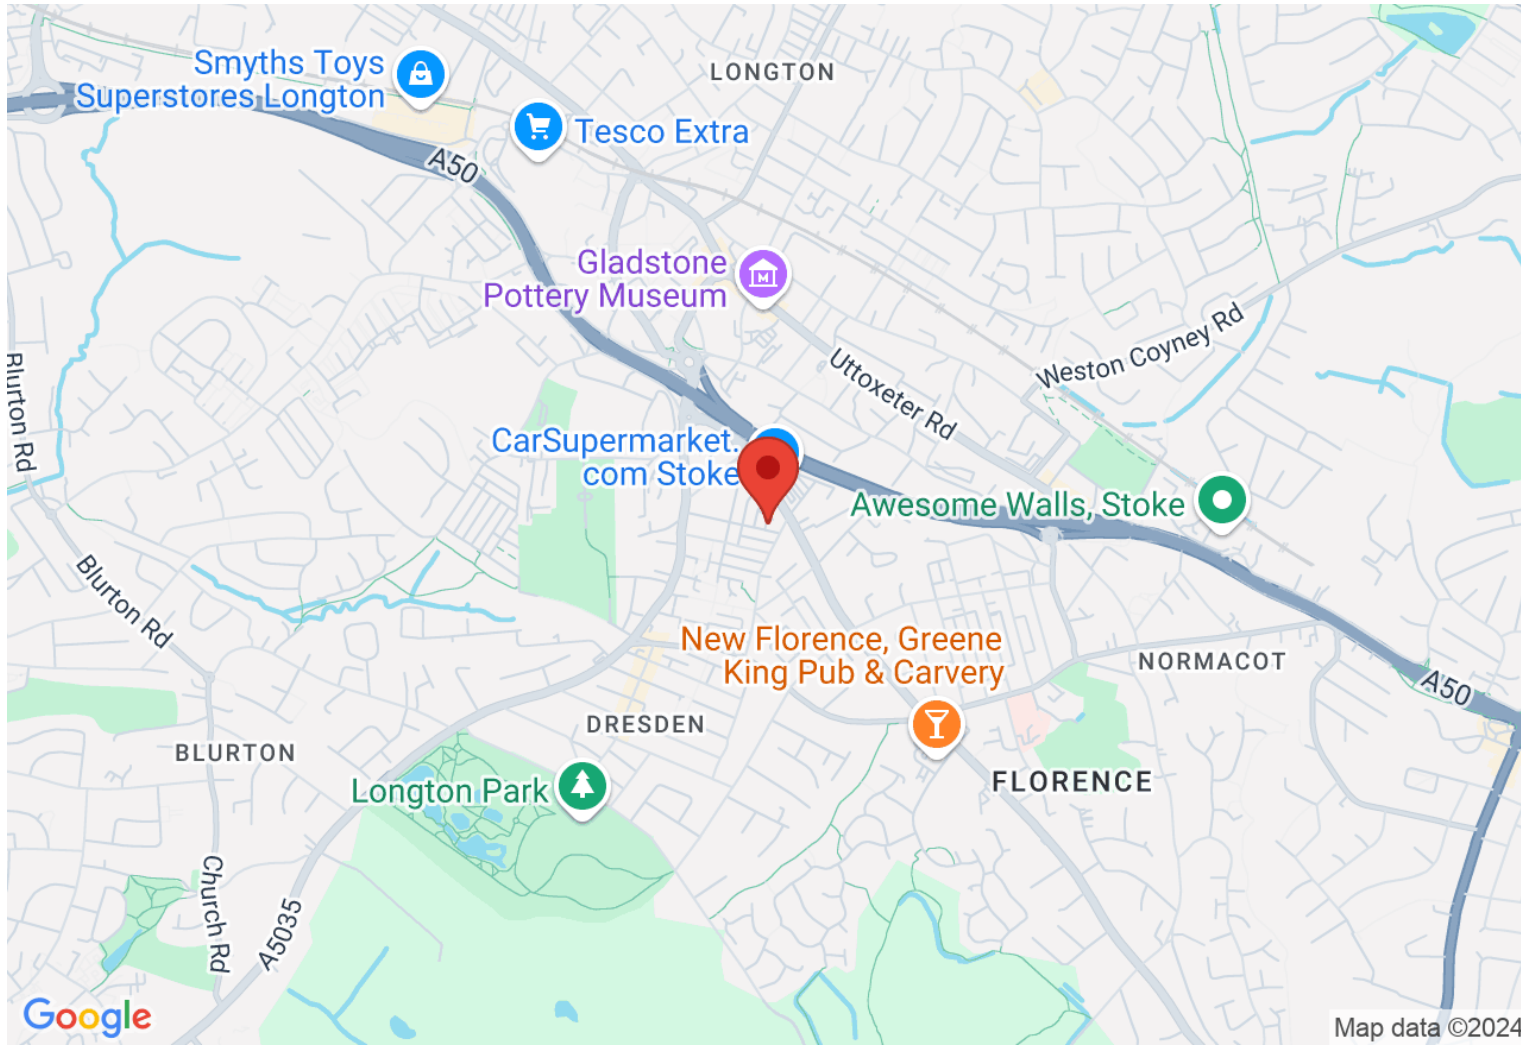 Smyths Toys
Superstores Longton
LONGTON
Tesco Extra
A50
Gladstone
Pottery Museum
Weston Coyney Rd
Uttoxeter Rd
Blurton Rd
CarSupermarket.
com Stoke
Awesome Walls, Stoke
Blurton Rd
New Florence, Greene
King Pub & Carvery
NORMACOT
A50
DRESDEN
BLURTON
Longton Park
FLORENCE
Church Rd
A5035
Google
Map data ©2024